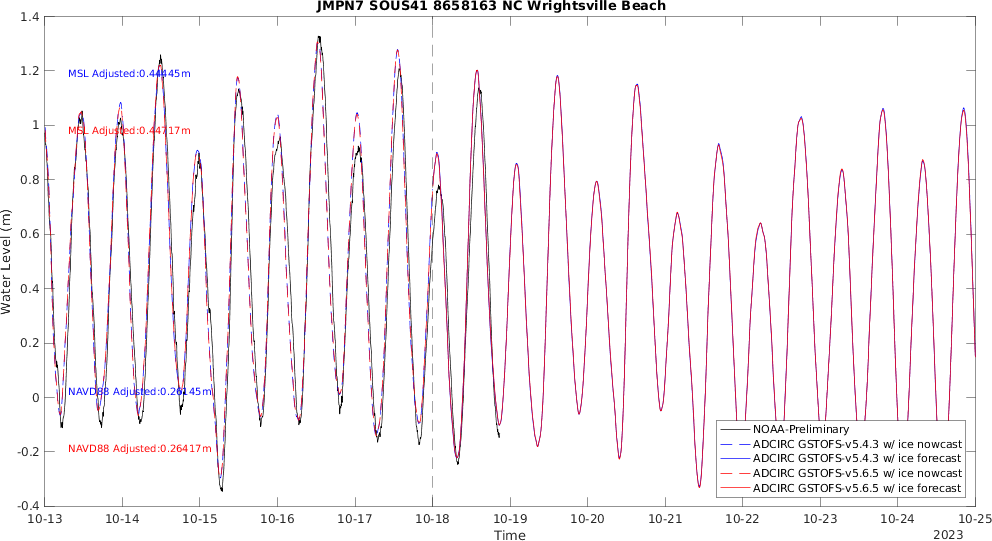 JMPN7 SOUS41 8658163 NC Wrightsville Beach
1.4
1.2
1
0.8
0.6
0.4
0.2
0
-0.2
-0.4
Water Level (m)
MSL Adjusted:0.44445m
MSL Adjusted:0.44717m
NAVD88 Adjusted:0.26145m
NAVD88 Adjusted:0.26417m
NOAA-Preliminary
ADCIRC GSTOFS-v5.4.3 w/ ice nowcast
ADCIRC GSTOFS-v5.4.3 w/ ice forecast
ADCIRC GSTOFS-v5.6.5 w/ ice nowcast
ADCIRC GSTOFS-v5.6.5 w/ ice forecast
10-13 10-14 10-15 10-16 10-17 10-18 10-19 10-20 10-21 10-22 10-23 10-24 10-25
Time
2023